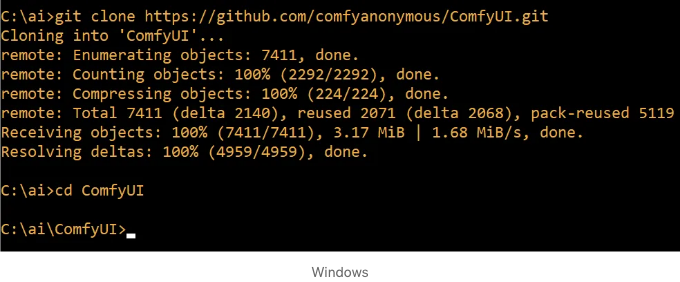 C:\ai>git clone https://github.com/comfyanonymous/ComfyUI.git
Cloning into 'ComfyUI'...
remote: Enumerating objects: 7411, done.
remote: Counting objects: 100% (2292/2292), done.
remote: Compressing objects: 100% (224/224), done.
remote: Total 7411 (delta 2140), reused 2071 (delta 2068), pack-reused 5119
Receiving objects: 100% (7411/7411), 3.17 MiB | 1.68 MiB/s, done.
Resolving deltas: 100% (4959/4959), done.
C:\ai>cd ComfyUI
C:\ai\ComfyUI>
Windows